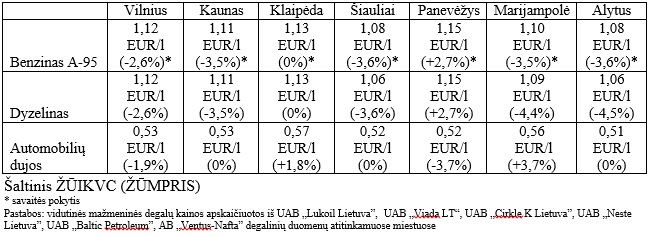 Vilnius Kaunas Klaipėda Šiauliai Panevėžys Marijampolė Alytus
1,12 1,11 1,13 1,08 1,15 1,10 1,08
EUR/l EUR/l EUR/l EUR/l EUR/l EUR/l EUR/l
Benzinas A-95 (-2,6%)* (-3,5%)* (0%)* (-3,6%)* (+2,7%)* (-3,5%)* (-3,6%)*
1,12 1,11 1,13 1,06 1,15 1,09 1,06
EUR/l EUR/l EUR/l EUR/l EUR/l EUR/l EUR/l
Dyzelinas (-2,6%) (-3,5%) (0%) (-3,6%) (+2,7%) (-4,4%) (-4,5%)
0,53 0,53 0,57 0,52 0,52 0,56 0,51
Automobilių EUR/l EUR/l EUR/l EUR/l EUR/l EUR/l EUR/l
dujos (-1,9%) (0%) (+1,8%) (0%) (-3,7%) (+3,7%) (0%)
Šaltinis ŽŪIKVC (ŽŪMPRIS)
* savaitės pokytis
Pastabos: vidutinės mažmeninės degalų kainos apskaičiuotos iš UAB „Lukoil Lietuva”, UAB „Viada LT“, UAB „Cirkle K Lietuva”, UAB „Neste
Lietuva”, UAB „Baltic Petroleum”, AB „Ventus-Nafta” degalinių duomenų atitinkamuose miestuose